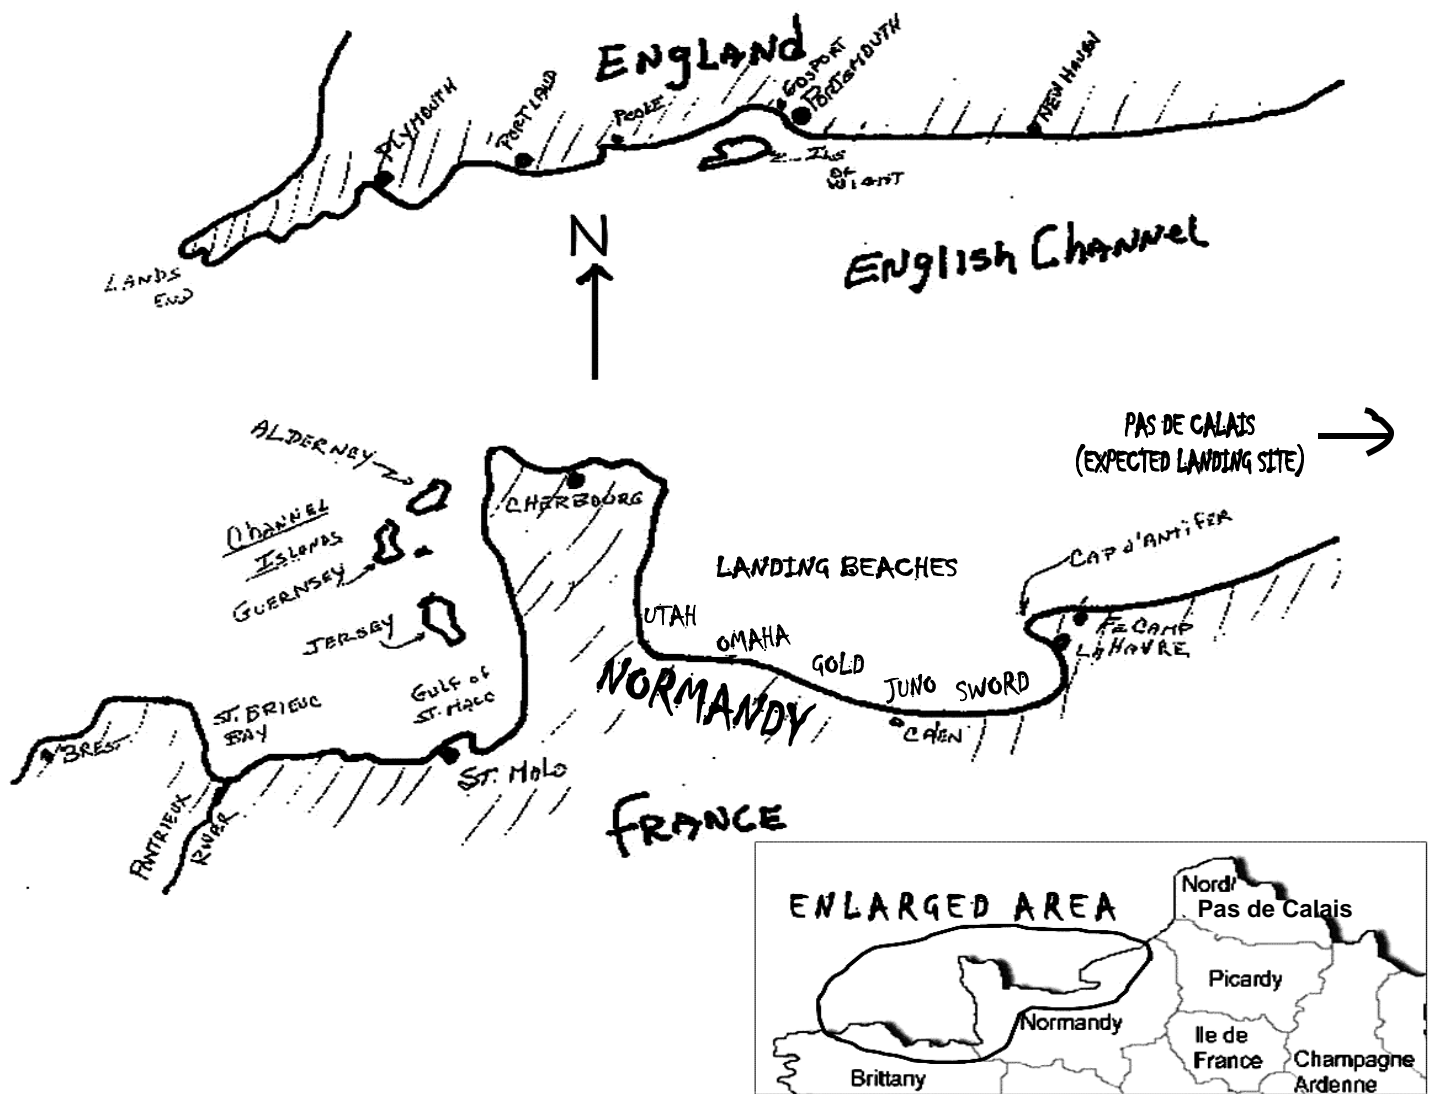 ENGLAND
PLYMOUTH
PORTLAND
POOLE
GOSPORT
PORTSMOUTH
NEW HAVEN
ILS
OF
WIGHT
LANDS
END
N
ENGLISH CHANNEL
PAS DE CALAIS
(EXPECTED LANDING SITE)
ALDERNEY
CHANNEL
ISLANDS
GUERNSEY
JERSEY
CHERBOURG
LANDING BEACHES
CAP D'ANTIFER
UTAH
OMAHA
GOLD
JUNO
SWORD
FECAMP
LAHAVRE
CAEN
NORMANDY
GULF OF
ST. MALO
ST. BRIEUC
BAY
BREST
ST. MALO
PONTRIEUX
RIVER
FRANCE
ENLARGED AREA
Nord/
Pas de Calais
Picardy
Normandy
Ile de
France
Champagne
Ardenne
Brittany